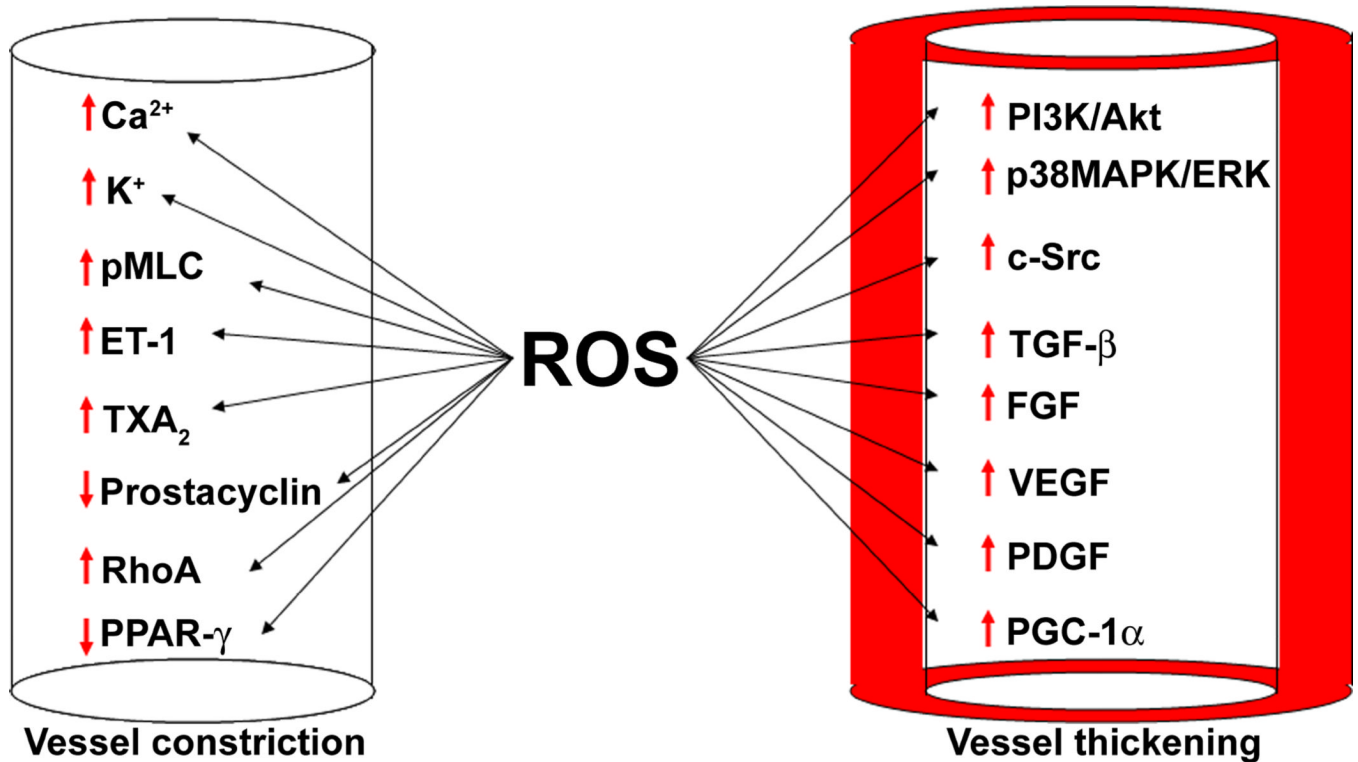 Ca²⁺
K⁺
pMLC
ET-1
TXA₂
Prostacyclin
RhoA
PPAR-γ
Vessel constriction
ROS
PI3K/Akt
p38MAPK/ERK
c-Src
TGF-β
FGF
VEGF
PDGF
PGC-1α
Vessel thickening